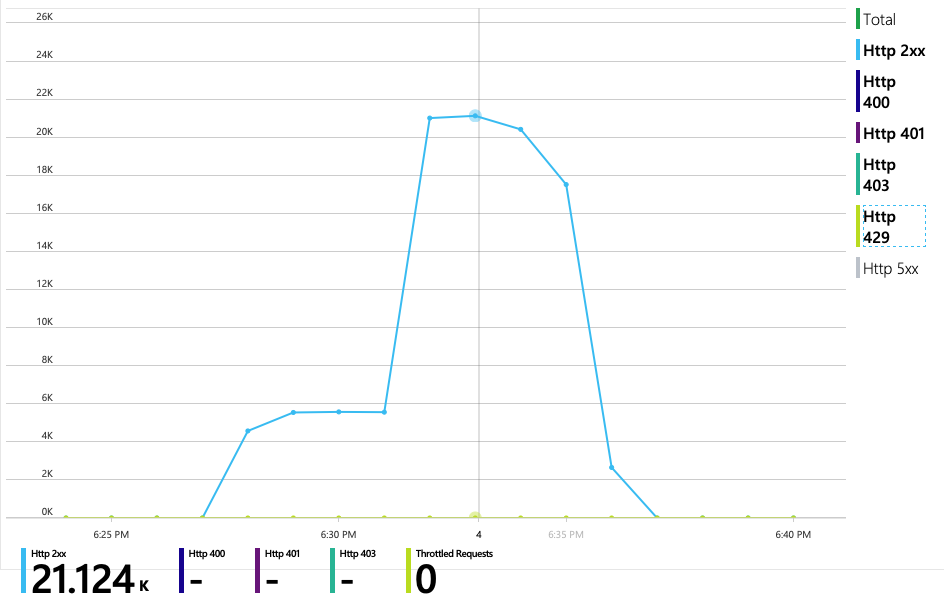 26K
24K
22K
20K
18K
16K
14K
12K
10K
8K
6K
4K
2K
0K
6:25 PM
6:30 PM
4
6:35 PM
6:40 PM
Total
Http 2xx
Http
400
Http 401
Http
403
Http
429
Http 5xx
Http 2xx
21.124 K
Http 400
-
Http 401
-
Http 403
-
Throttled Requests
0